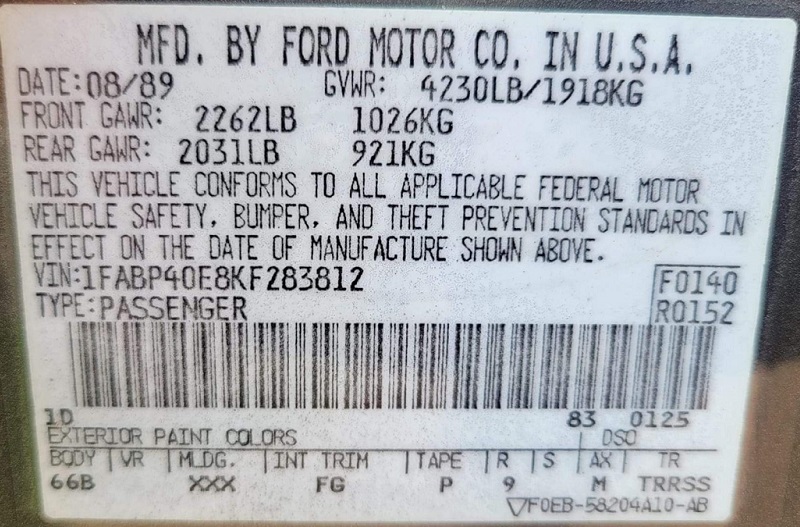 MFD. BY FORD MOTOR CO. IN U.S.A.
DATE: 08/89 GVWR: 4230LB/1918KG
FRONT GAWR: 2262LB 1026KG
REAR GAWR: 2031LB 921KG
THIS VEHICLE CONFORMS TO ALL APPLICABLE FEDERAL MOTOR
VEHICLE SAFETY, BUMPER, AND THEFT PREVENTION STANDARDS IN
EFFECT ON THE DATE OF MANUFACTURE SHOWN ABOVE.
VIN:1FABP40E8KF283812 F0140
TYPE:PASSENGER R0152
1D 83 0125
EXTERIOR PAINT COLORS DSO
BODY VR MLDG. INT TRIM TAPE R S AX TR
66B XXX FG P 9 M TRRSS
▽F0EB-58204A10-AB